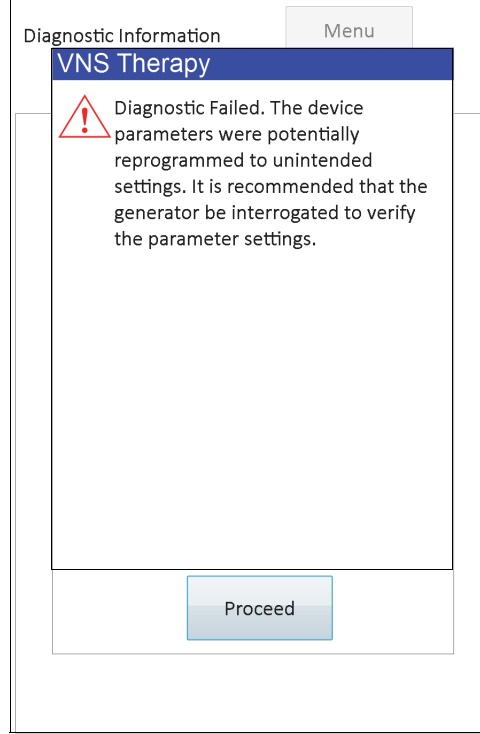 Diagnostic Information
Menu
VNS Therapy
Diagnostic Failed. The device
parameters were potentially
reprogrammed to unintended
settings. It is recommended that the
generator be interrogated to verify
the parameter settings.
Proceed